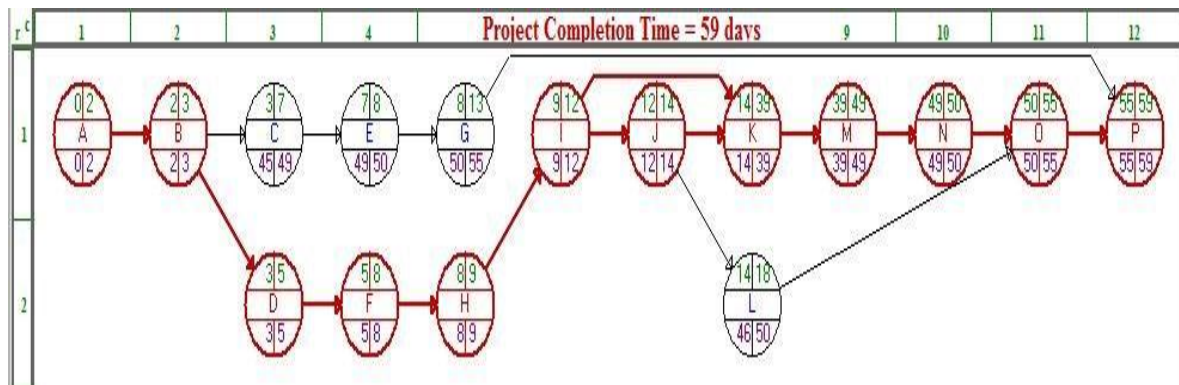 r c 1 2 3 4 Project Completion Time = 59 days 9 10 11 12
1
0 2 2 3 3 7 7 8 8 13 9 12 12 14 14 39 39 49 49 50 50 55 55 59
A B C E G I J K M N O P
0 2 2 3 45 49 49 50 50 55 9 12 12 14 14 39 39 49 49 50 50 55 55 59
2
3 5 5 8 8 9 14 18
D F H L
3 5 5 8 8 9 46 50